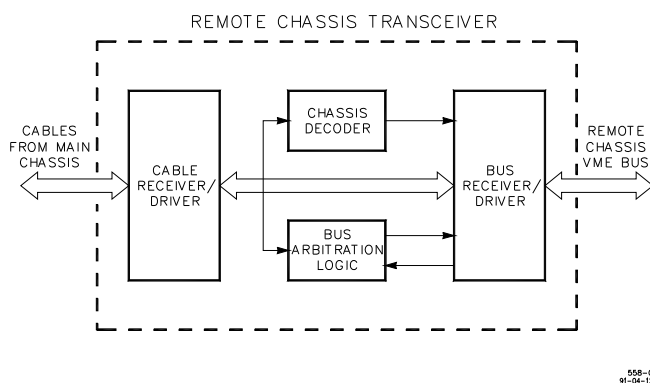 REMOTE CHASSIS TRANSCEIVER
CABLES
FROM MAIN
CHASSIS
CABLE
RECEIVER/
DRIVER
CHASSIS
DECODER
BUS
ARBITRATION
LOGIC
BUS
RECEIVER/
DRIVER
REMOTE
CHASSIS
VME BUS